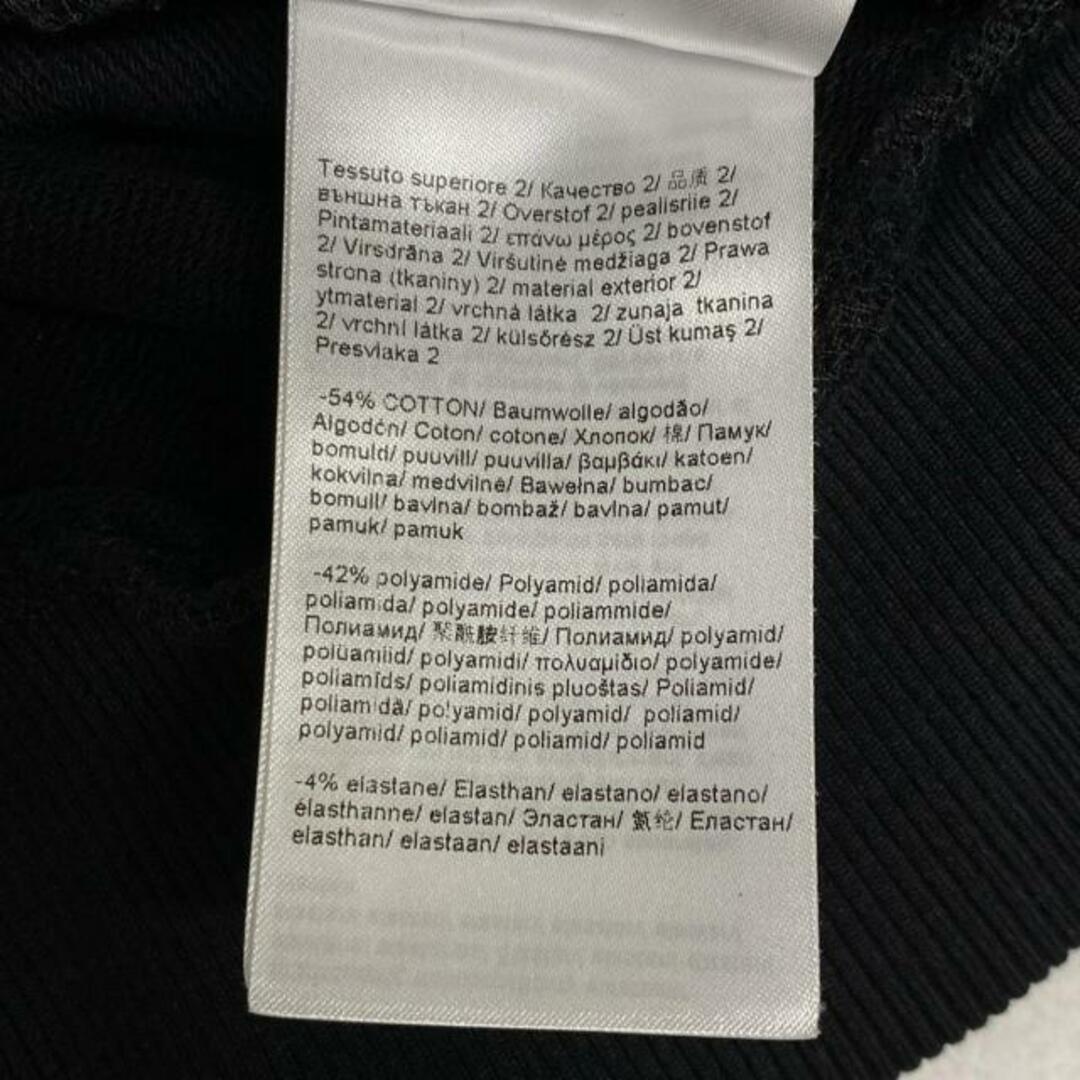 Tessuto superiore 2/ Качество 2/ 品质 2/
външна тъкан 2/ Overstof 2/ pealisriie 2/
Pintamateriaali 2/ επάνω μέρος 2/ bovenstof
2/ Virsdrāna 2/ Viršutinė medžiaga 2/ Prawa
strona (tkaniny) 2/ material exterior 2/
ytmaterial 2/ vrchná látka 2/ zunaja tkanina
2/ vrchní látka 2/ külsőrész 2/ Üst kumaş 2/
Presvlaka 2
-54% COTTON/ Baumwolle/ algodão/
Algodón/ Coton/ cotone/ Хлопок/ 棉/ Памук/
bomuld/ puuvill/ puuvilla/ βαμβάκι/ katoen/
kokvilna/ medvilnė/ Bawełna/ bumbac/
bomull/ bavlna/ bombaž/ bavlna/ pamut/
pamuk/ pamuk
-42% polyamide/ Polyamid/ poliamida/
poliamida/ polyamide/ poliammide/
Полиамид/ 聚酰胺纤维/ Полиамид/ polyamid/
polüamiid/ polyamidi/ πολυαμίδιο/ polyamide/
poliamīds/ poliamidinis pluoštas/ Poliamid/
poliamidă/ polyamid/ polyamid/ poliamid/
polyamid/ poliamid/ poliamid/ poliamid
-4% elastane/ Elasthan/ elastano/ elastano/
élasthanne/ elastan/ Эластан/ 氨纶/ Еластан/
elasthan/ elastaan/ elastaani